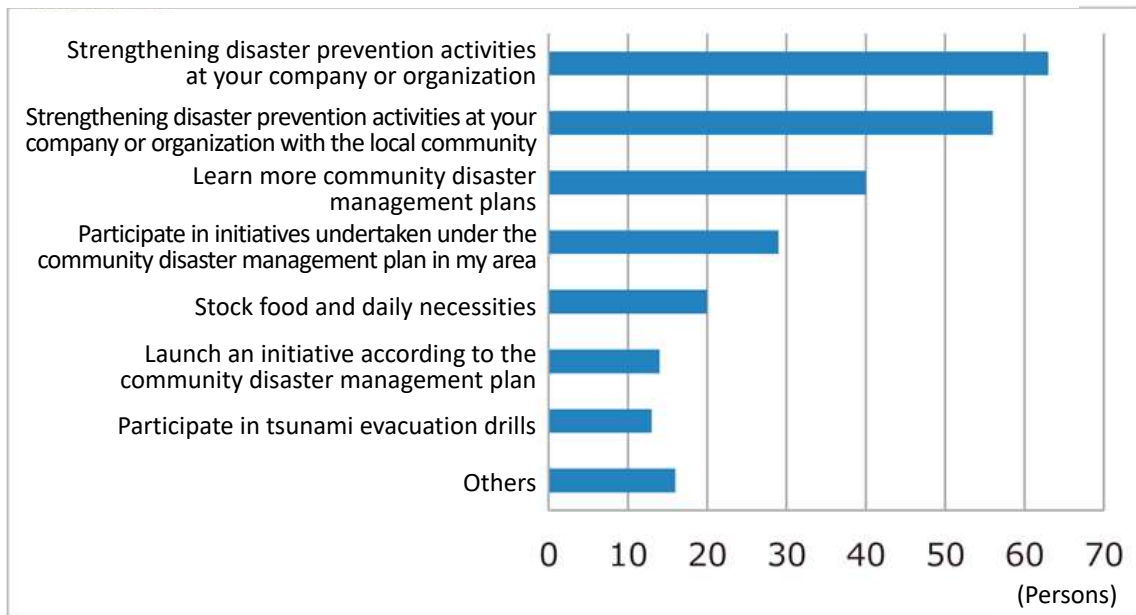 Strengthening disaster prevention activities
at your company or organization
Strengthening disaster prevention activities at your
company or organization with the local community
Learn more community disaster
management plans
Participate in initiatives undertaken under the
community disaster management plan in my area
Stock food and daily necessities
Launch an initiative according to the
community disaster management plan
Participate in tsunami evacuation drills
Others
0 10 20 30 40 50 60 70
(Persons)